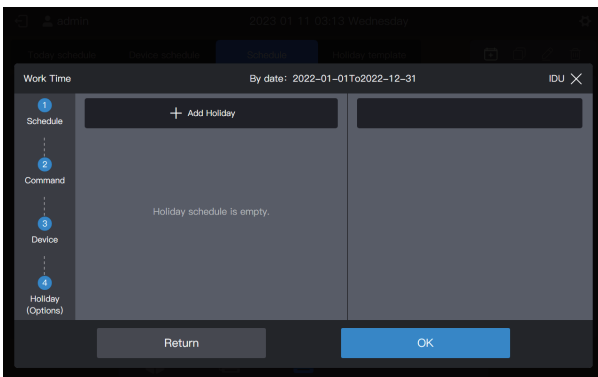 admin
2023 01 11 03:13 Wednesday
Today schedule
Device schedule
Schedule
Holiday template
Work Time
By date: 2022-01-01To2022-12-31
IDU
1
Schedule
+ Add Holiday
2
Command
Holiday schedule is empty.
3
Device
4
Holiday
(Options)
Return
OK